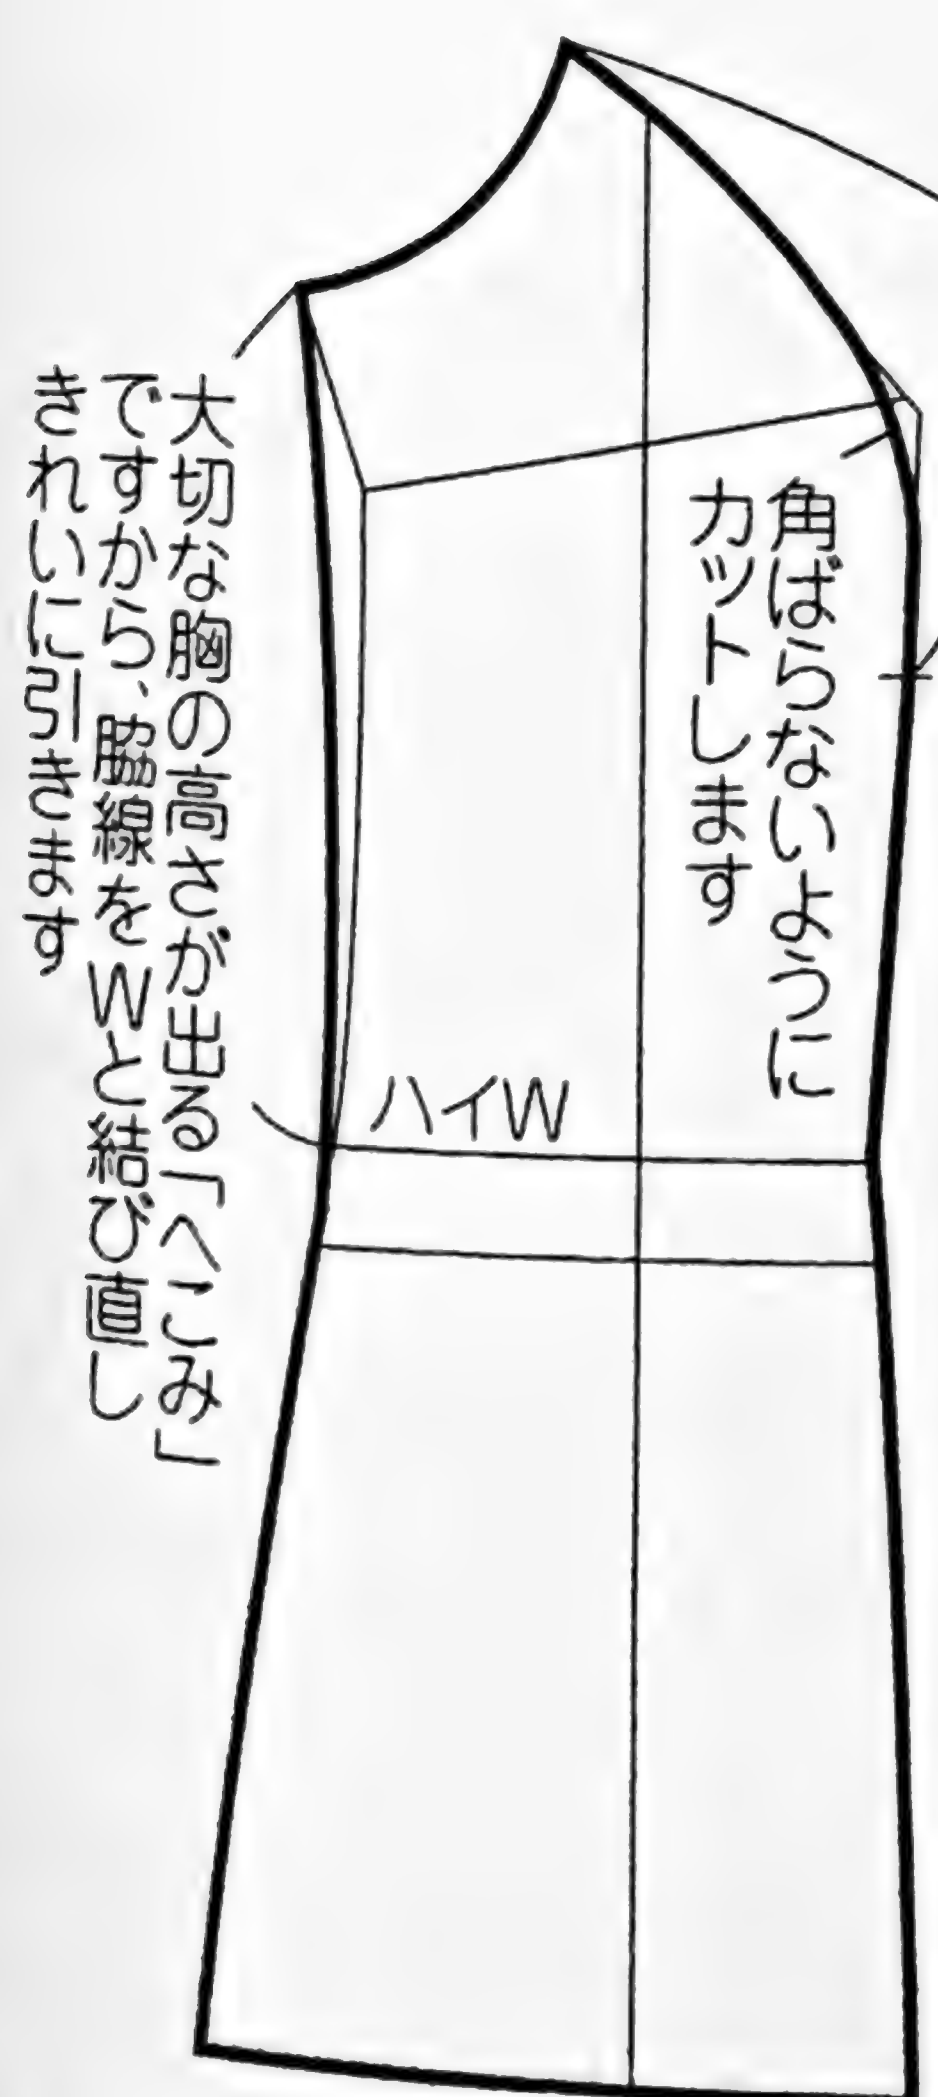 角ばらないように
カットします
ハイW
大切な胸の高さが出る「へこみ」
ですから、脇線をWと結び直し
きれいに引きます